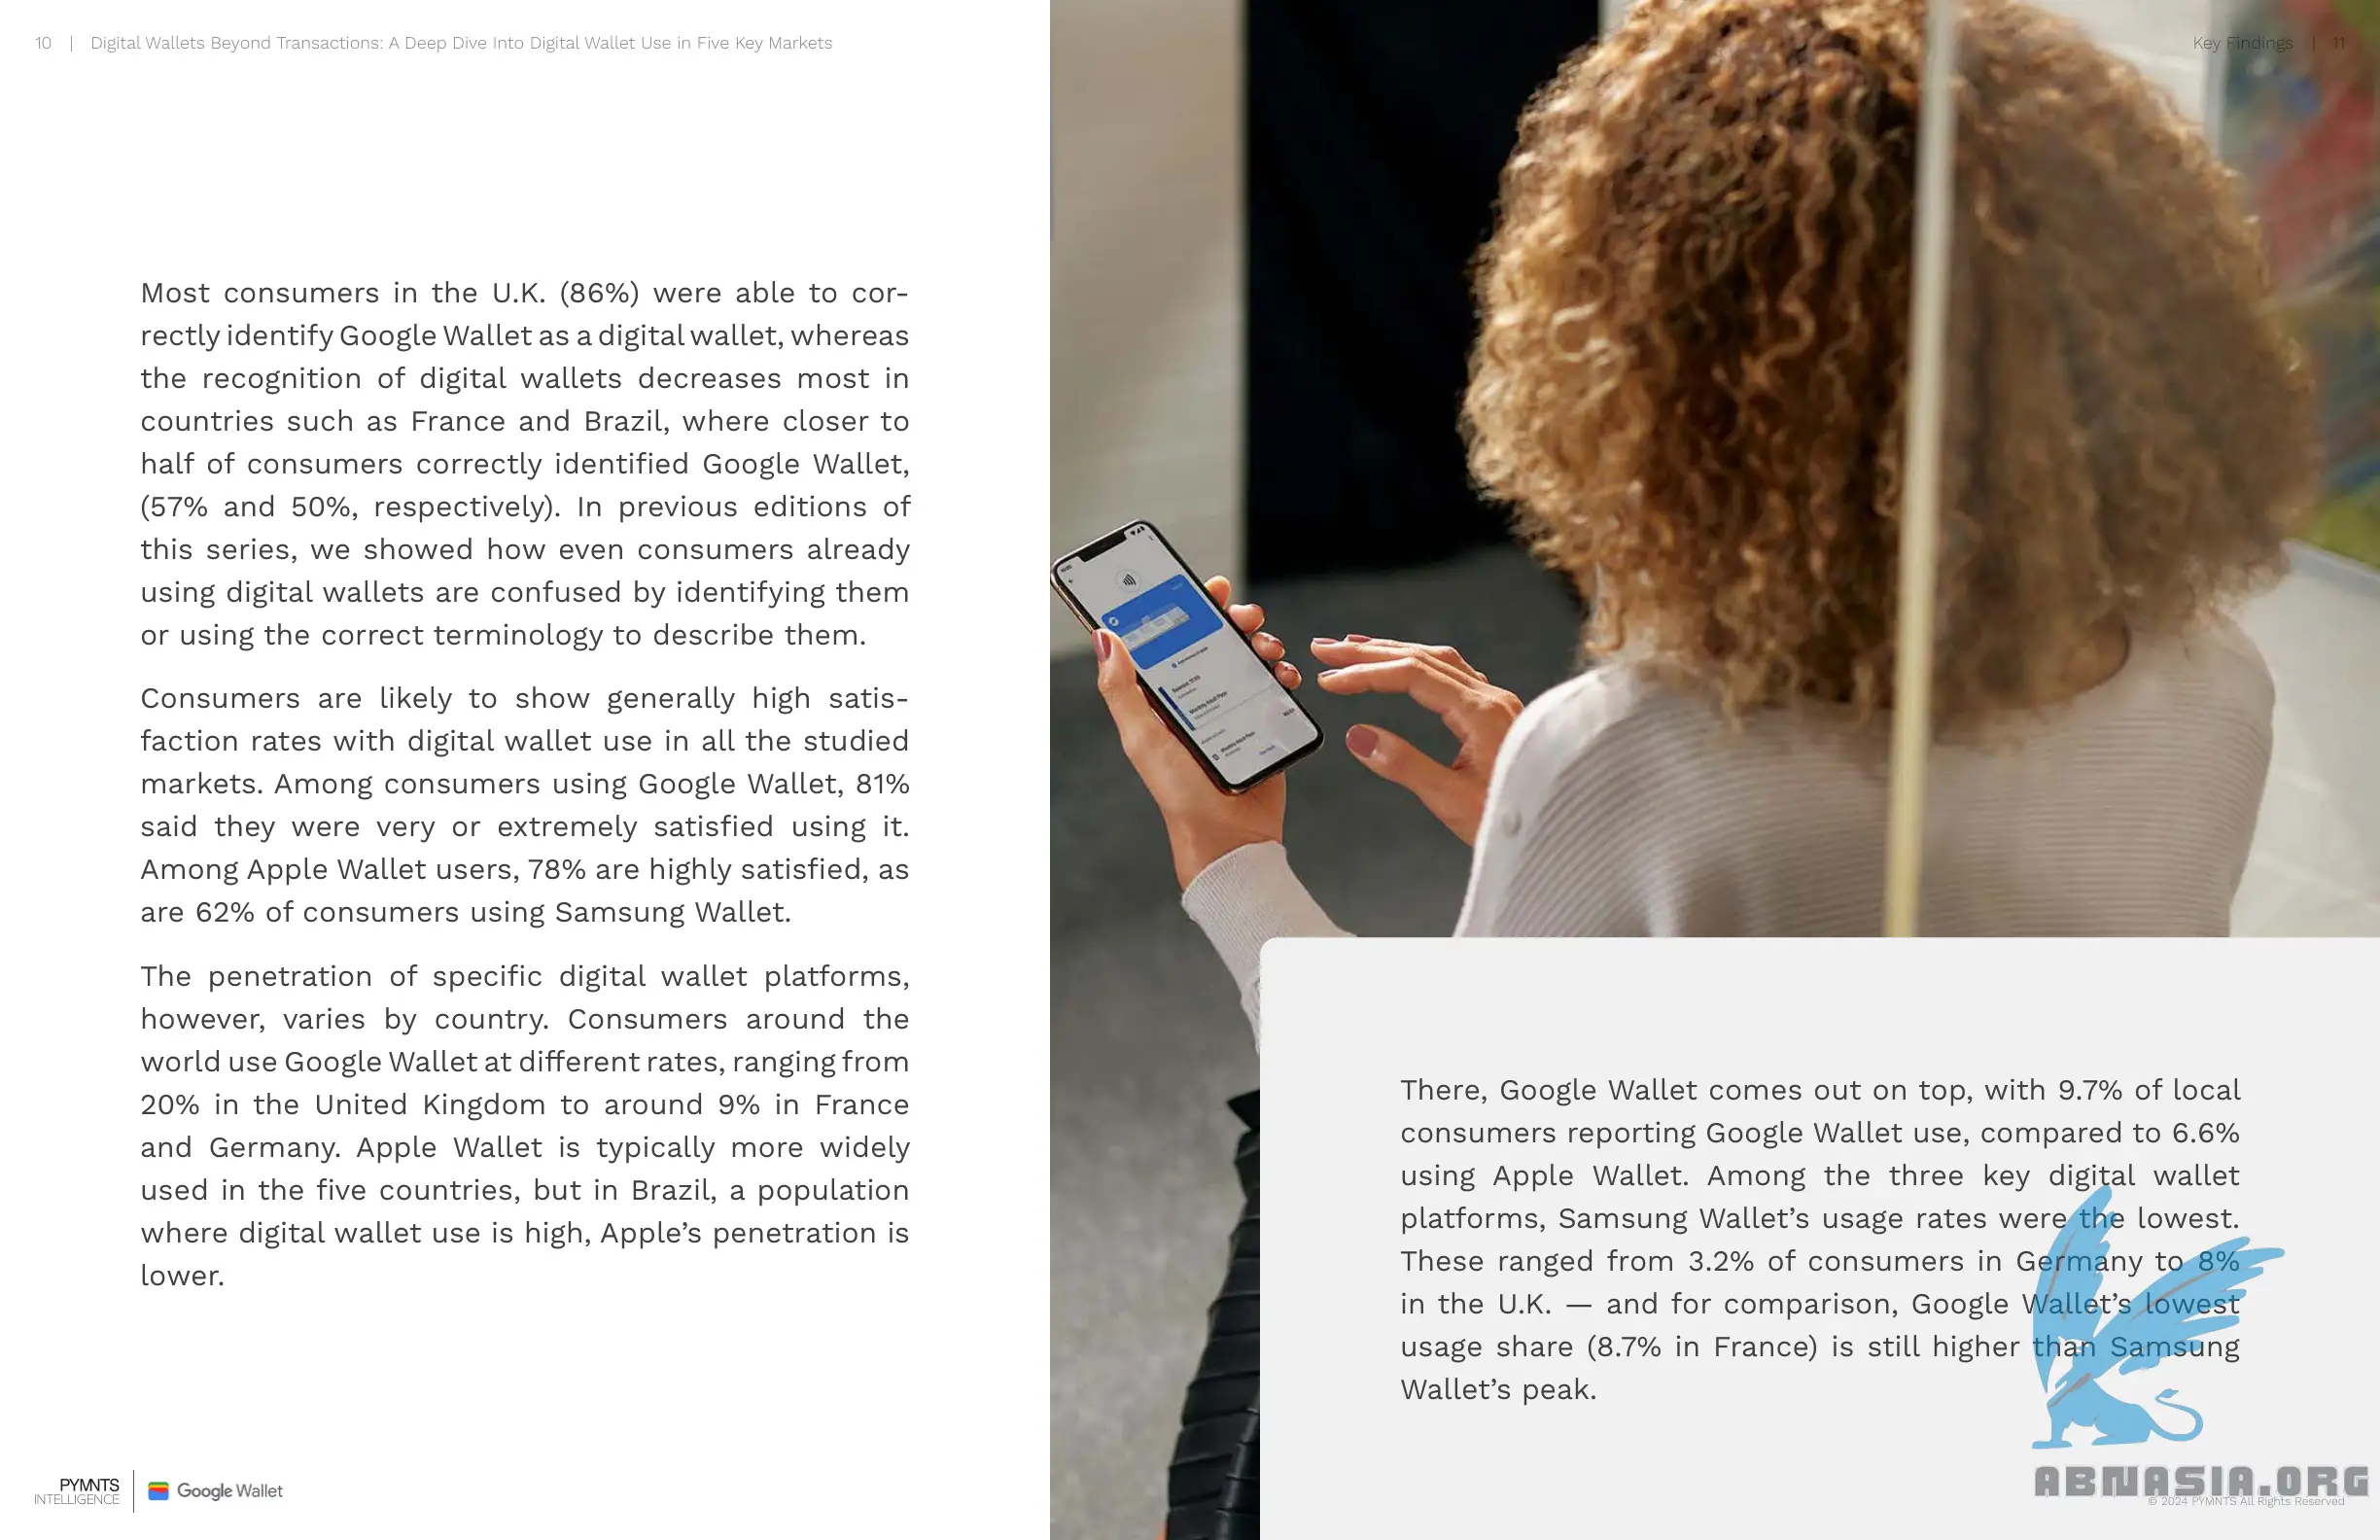 10 | Digital Wallets Beyond Transactions: A Deep Dive Into Digital Wallet Use in Five Key Markets
Key Findings | 11
Most consumers in the U.K. (86%) were able to cor-
rectly identify Google Wallet as a digital wallet, whereas
the recognition of digital wallets decreases most in
countries such as France and Brazil, where closer to
half of consumers correctly identified Google Wallet,
(57% and 50%, respectively). In previous editions of
this series, we showed how even consumers already
using digital wallets are confused by identifying them
or using the correct terminology to describe them.
Consumers are likely to show generally high satis-
faction rates with digital wallet use in all the studied
markets. Among consumers using Google Wallet, 81%
said they were very or extremely satisfied using it.
Among Apple Wallet users, 78% are highly satisfied, as
are 62% of consumers using Samsung Wallet.
The penetration of specific digital wallet platforms,
however, varies by country. Consumers around the
world use Google Wallet at different rates, ranging from
20% in the United Kingdom to around 9% in France
and Germany. Apple Wallet is typically more widely
used in the five countries, but in Brazil, a population
where digital wallet use is high, Apple’s penetration is
lower.
There, Google Wallet comes out on top, with 9.7% of local
consumers reporting Google Wallet use, compared to 6.6%
using Apple Wallet. Among the three key digital wallet
platforms, Samsung Wallet’s usage rates were the lowest.
These ranged from 3.2% of consumers in Germany to 8%
in the U.K. — and for comparison, Google Wallet’s lowest
usage share (8.7% in France) is still higher than Samsung
Wallet’s peak.
PYMNTS
INTELLIGENCE
Google Wallet
ABNASIA.ORG
© 2024 PYMNTS All Rights Reserved